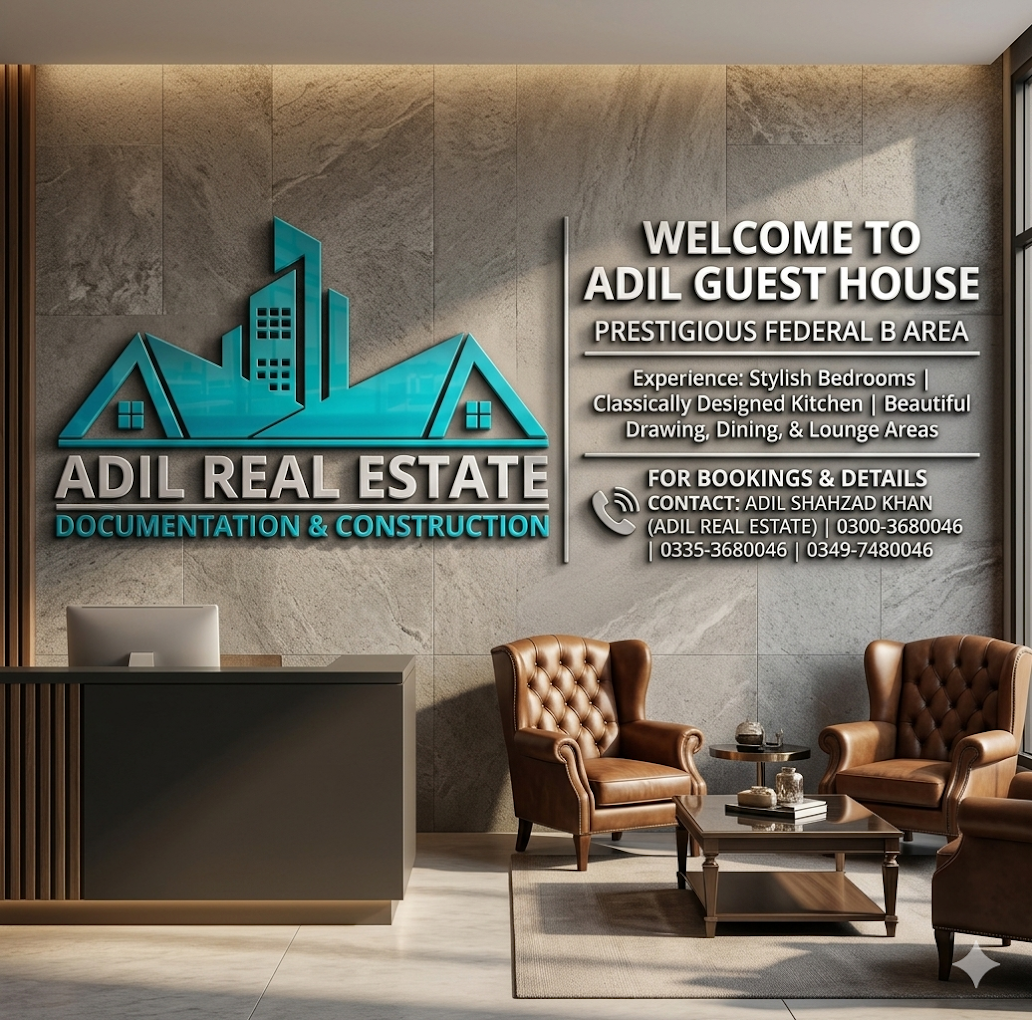 ADIL REAL ESTATE
DOCUMENTATION & CONSTRUCTION
WELCOME TO
ADIL GUEST HOUSE
PRESTIGIOUS FEDERAL B AREA
Experience: Stylish Bedrooms |
Classically Designed Kitchen | Beautiful
Drawing, Dining, & Lounge Areas
FOR BOOKINGS & DETAILS
CONTACT: ADIL SHAHZAD KHAN
(ADIL REAL ESTATE) | 0300-3680046
| 0335-3680046 | 0349-7480046